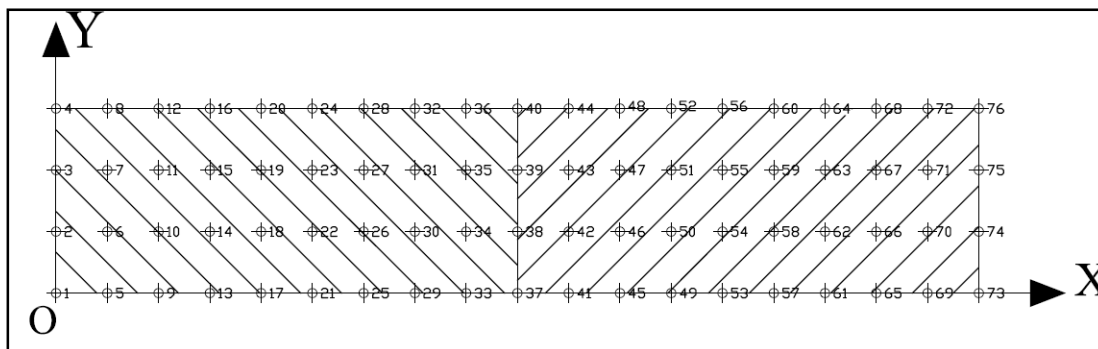 Y
4 8 12 16 20 24 28 32 36 40 44 48 52 56 60 64 68 72 76
3 7 11 15 19 23 27 31 35 39 43 47 51 55 59 63 67 71 75
2 6 10 14 18 22 26 30 34 38 42 46 50 54 58 62 66 70 74
1 5 9 13 17 21 25 29 33 37 41 45 49 53 57 61 65 69 73 X
O